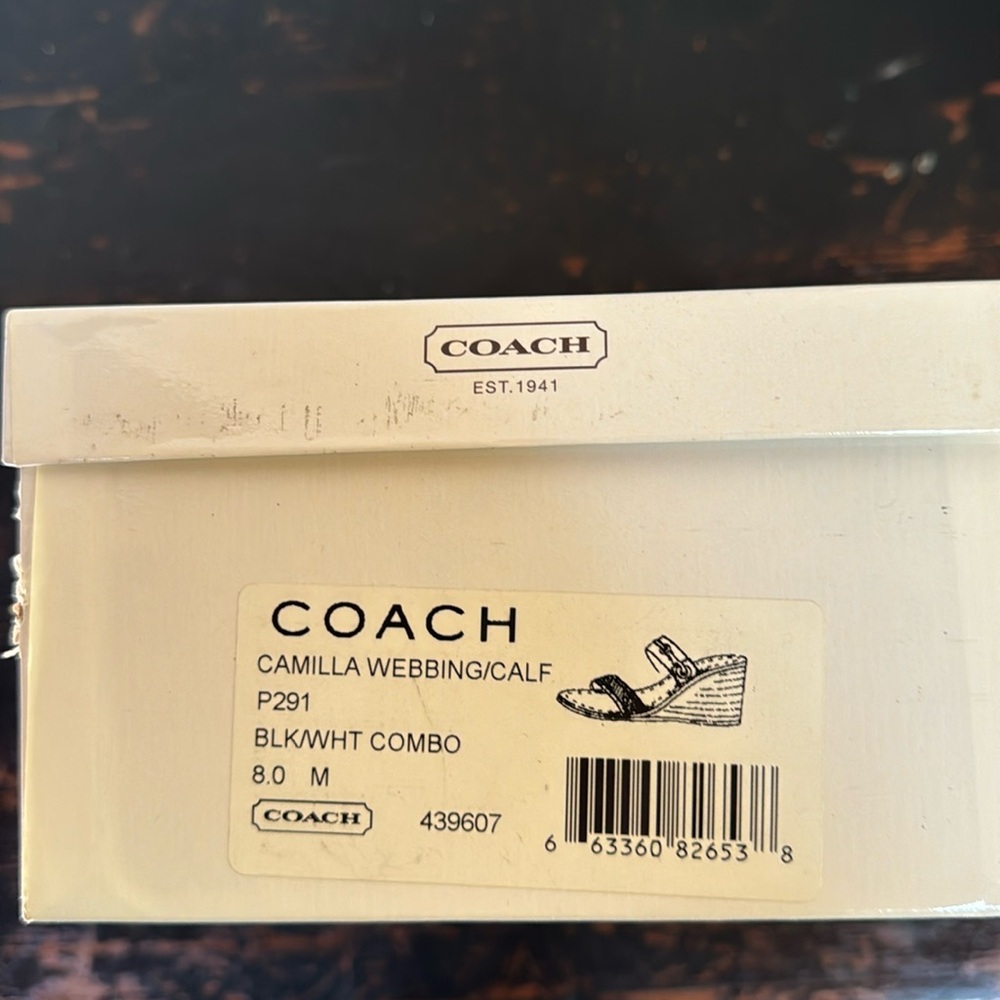 COACH
EST.1941
COACH
CAMILLA WEBBING/CALF
P291
BLK/WHT COMBO
8.0 M
COACH 439607
6 63360 82653 8